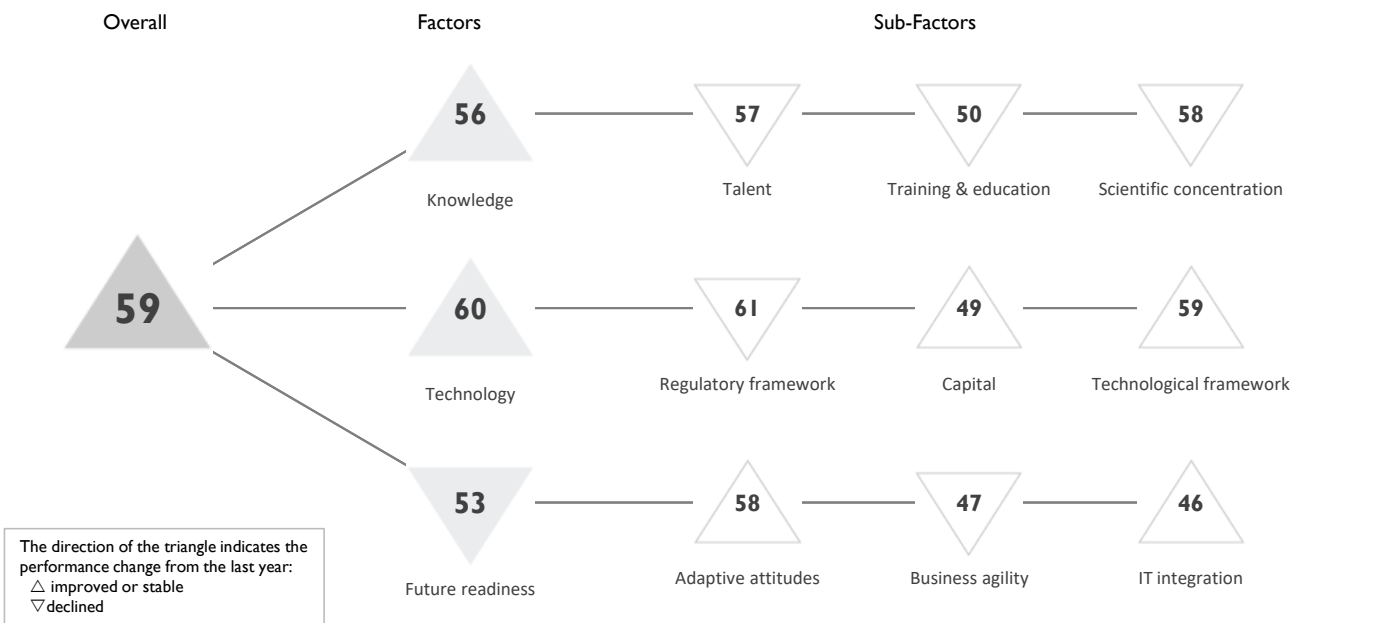 Overall Factors Sub-Factors
56 57 50 58
Knowledge Talent Training & education Scientific concentration
59 60 61 49 59
Technology Regulatory framework Capital Technological framework
53 58 47 46
Future readiness Adaptive attitudes Business agility IT integration
The direction of the triangle indicates the
performance change from the last year:
△ improved or stable
▽ declined